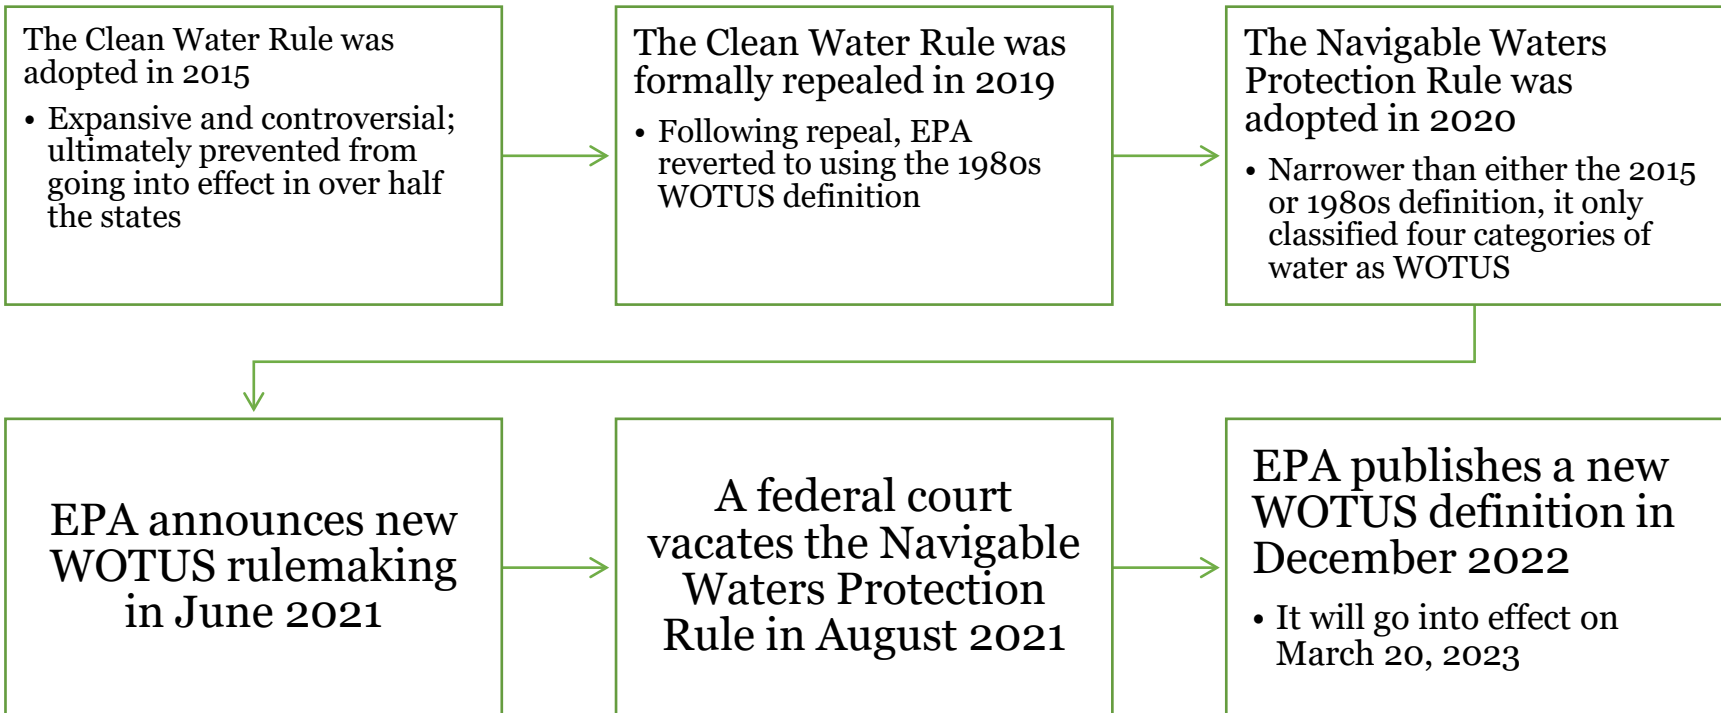 The Clean Water Rule was
adopted in 2015
• Expansive and controversial;
ultimately prevented from
going into effect in over half
the states
The Clean Water Rule was
formally repealed in 2019
• Following repeal, EPA
reverted to using the 1980s
WOTUS definition
The Navigable Waters
Protection Rule was
adopted in 2020
• Narrower than either the 2015
or 1980s definition, it only
classified four categories of
water as WOTUS
EPA announces new
WOTUS rulemaking
in June 2021
A federal court
vacates the Navigable
Waters Protection
Rule in August 2021
EPA publishes a new
WOTUS definition in
December 2022
• It will go into effect on
March 20, 2023